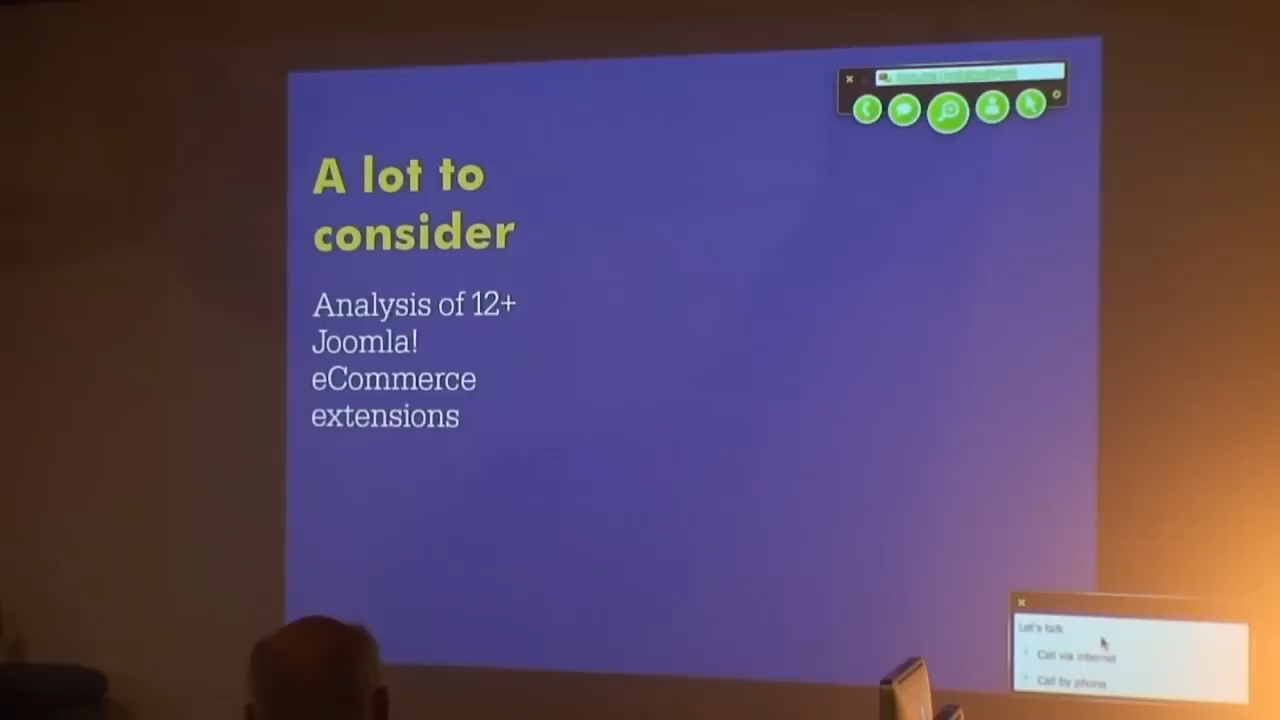 A lot to
consider
Analysis of 12+
Joomla!
eCommerce
extensions
Let's talk
Call via internet
Call by phone